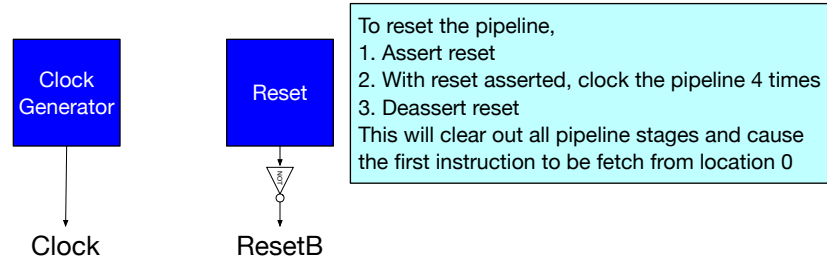 Clock
Generator
Reset
To reset the pipeline,
1. Assert reset
2. With reset asserted, clock the pipeline 4 times
3. Deassert reset
This will clear out all pipeline stages and cause
the first instruction to be fetch from location 0
NOT
Clock
ResetB